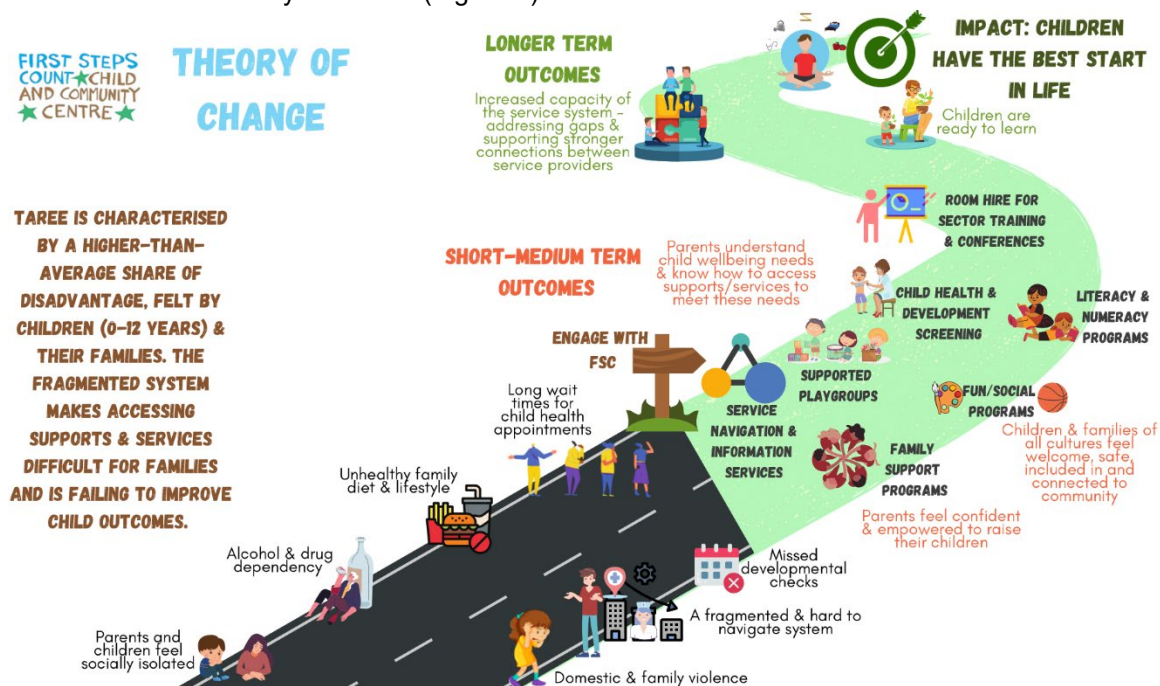 FIRST STEPS
COUNT CHILD
AND COMMUNITY
CENTRE
THEORY OF
CHANGE
TAREE IS CHARACTERISED
BY A HIGHER-THAN-
AVERAGE SHARE OF
DISADVANTAGE, FELT BY
CHILDREN (0-12 YEARS) &
THEIR FAMILIES. THE
FRAGMENTED SYSTEM
MAKES ACCESSING
SUPPORTS & SERVICES
DIFFICULT FOR FAMILIES
AND IS FAILING TO IMPROVE
CHILD OUTCOMES.
LONGER TERM
OUTCOMES
Increased capacity of
the service system -
addressing gaps &
supporting stronger
connections between
service providers
IMPACT: CHILDREN
HAVE THE BEST START
IN LIFE
Children are
ready to learn
ROOM HIRE FOR
SECTOR TRAINING
& CONFERENCES
SHORT-MEDIUM TERM
OUTCOMES
Parents understand
child wellbeing needs
& know how to access
supports/services to
meet these needs
CHILD HEALTH &
DEVELOPMENT
SCREENING
LITERACY &
NUMERACY
PROGRAMS
ENGAGE WITH
FSC
SUPPORTED
PLAYGROUPS
FUN/SOCIAL
PROGRAMS
SERVICE
NAVIGATION &
INFORMATION
SERVICES
FAMILY
SUPPORT
PROGRAMS
Children & families of
all cultures feel
welcome, safe,
included in and
connected to
community
Parents feel confident
& empowered to raise
their children
Long wait
times for
child health
appointments
Unhealthy family
diet & lifestyle
Alcohol & drug
dependency
Parents and
children feel
socially isolated
Missed
developmental
checks
A fragmented & hard to
navigate system
Domestic & family violence